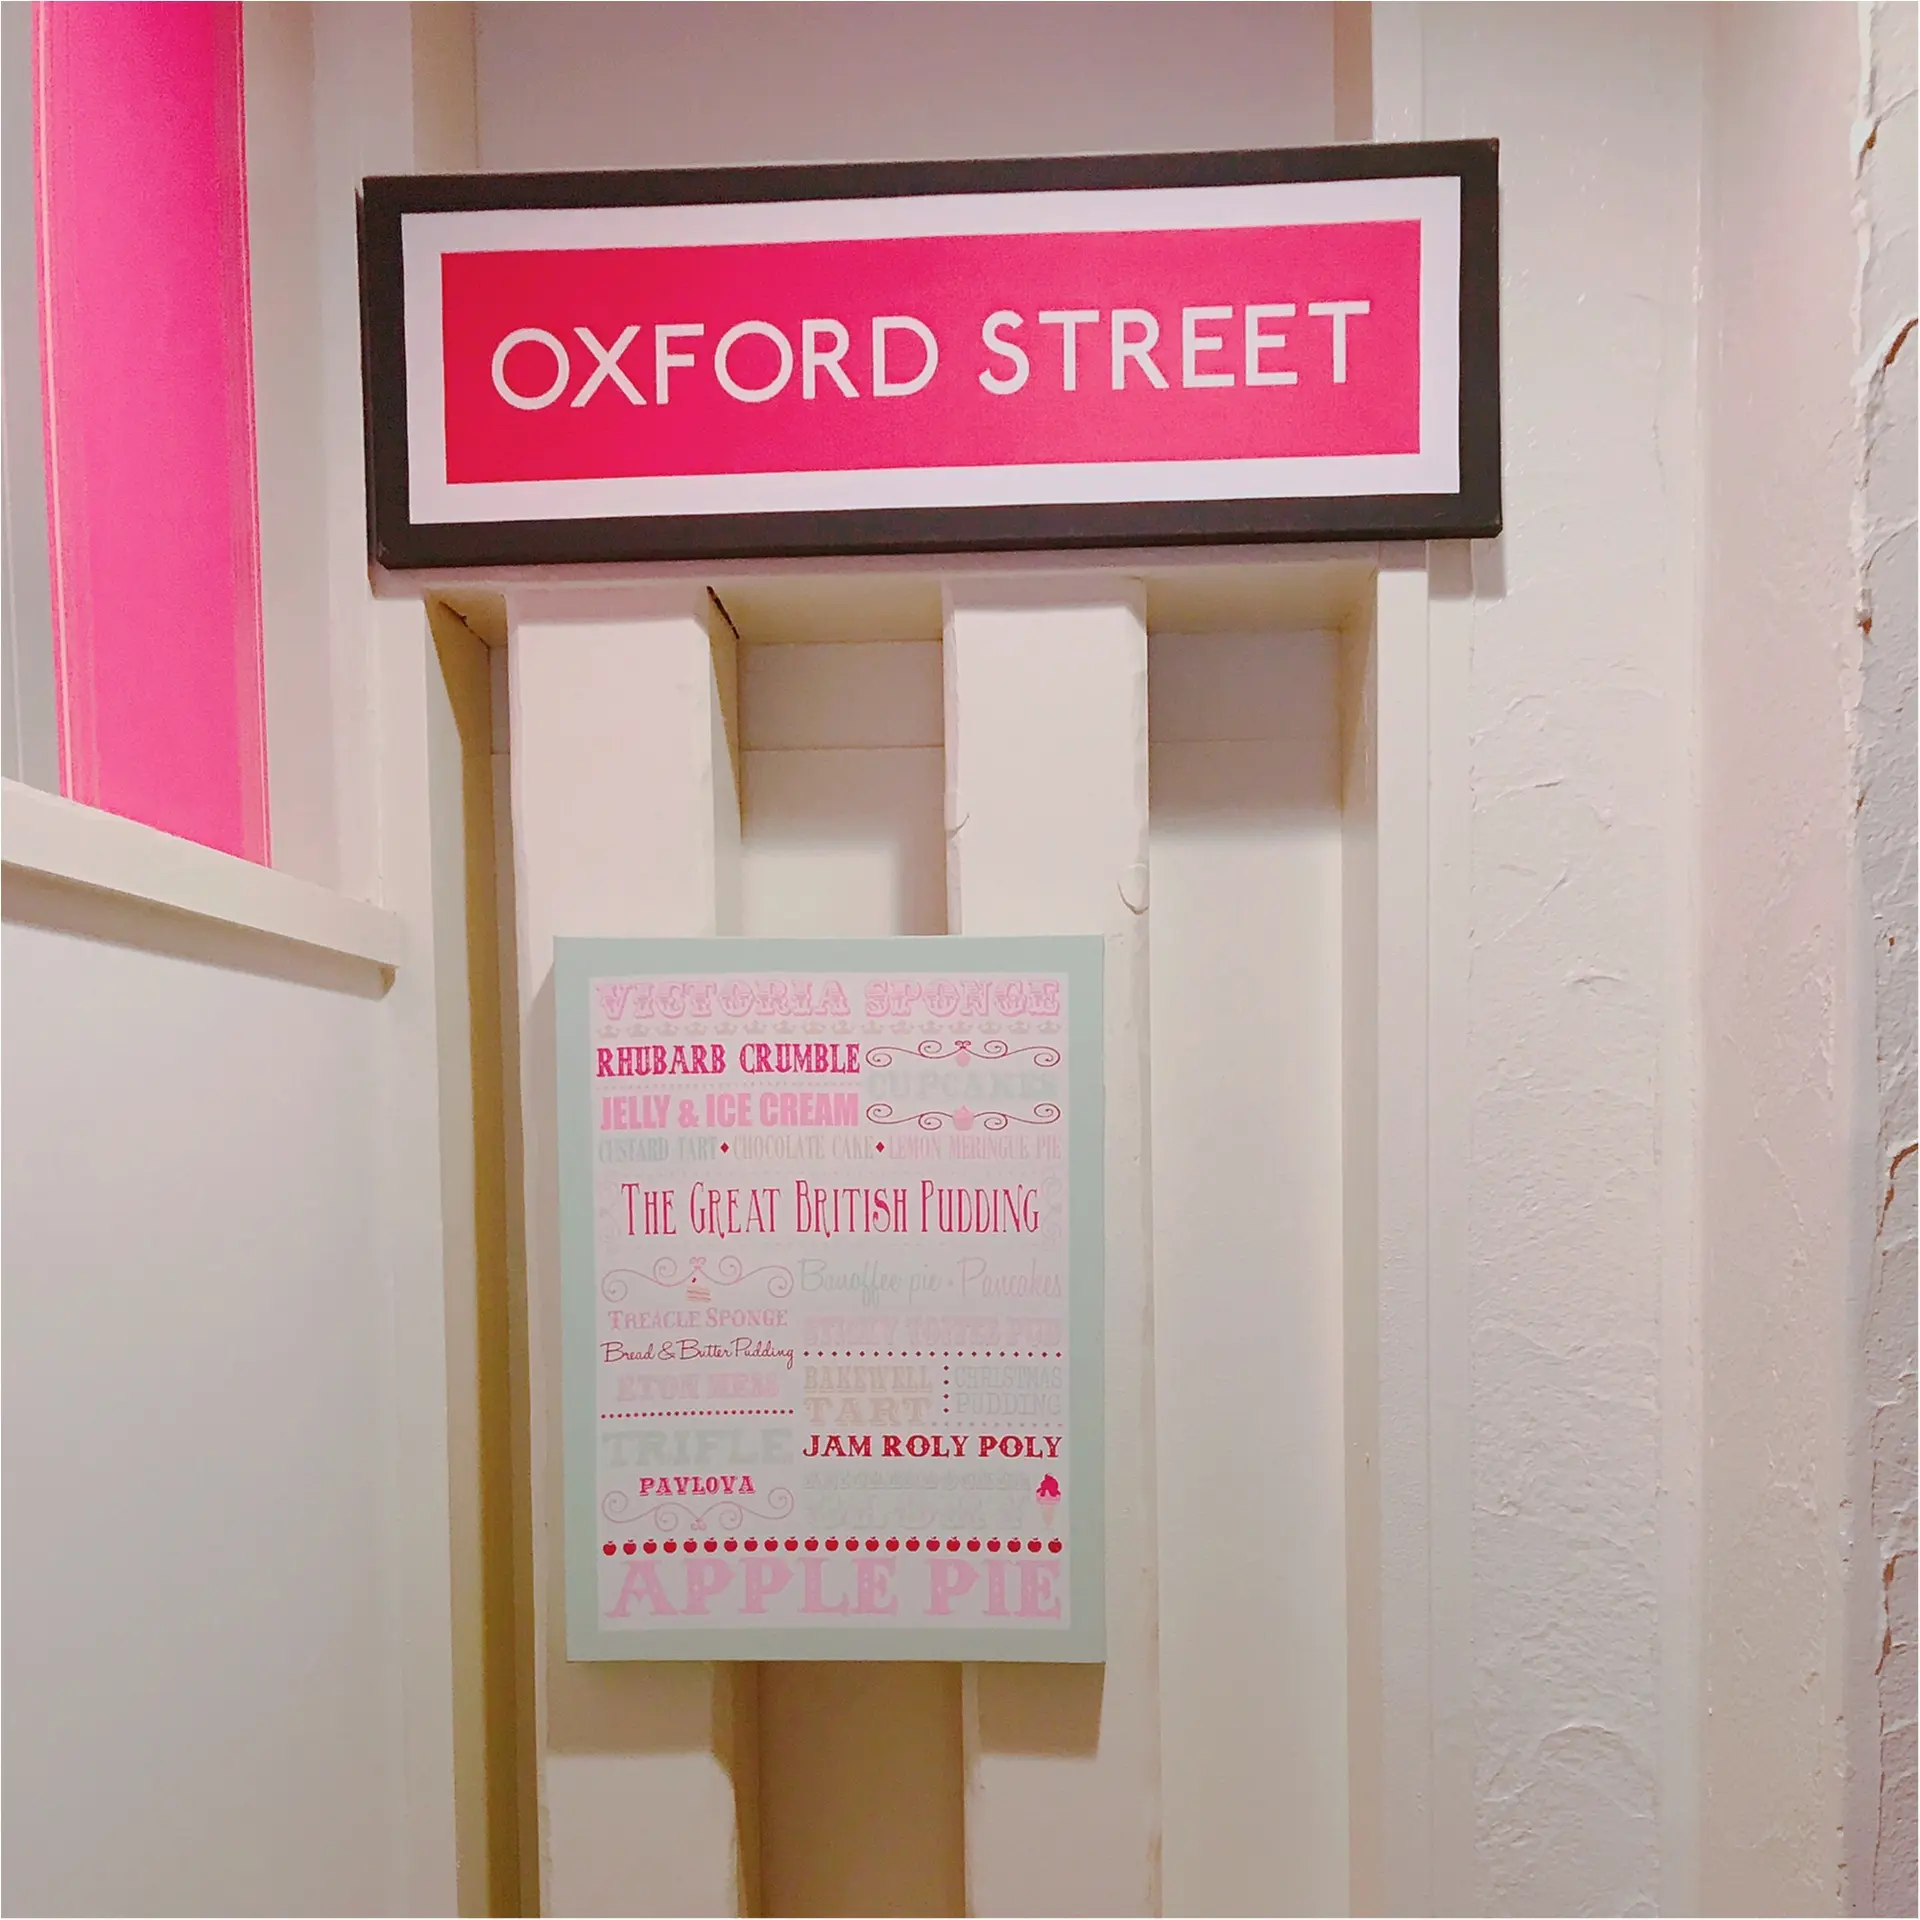 OXFORD STREET
VICTORIA SPONGE
RHUBARB CRUMBLE
CUPCAKES
JELLY & ICE CREAM
CUSTARD TART ♦ CHOCOLATE CAKE ♦ LEMON MERINGUE PIE
THE GREAT BRITISH PUDDING
Banoffee pie · Pancakes
TREACLE SPONGE
Bread & Butter Pudding
ETON MESS
TRIFLE
PAVLOVA
STICKY TOFFEE PUD
BAKEWELL
TART
CHRISTMAS
PUDDING
JAM ROLY POLY
APPLE PIE